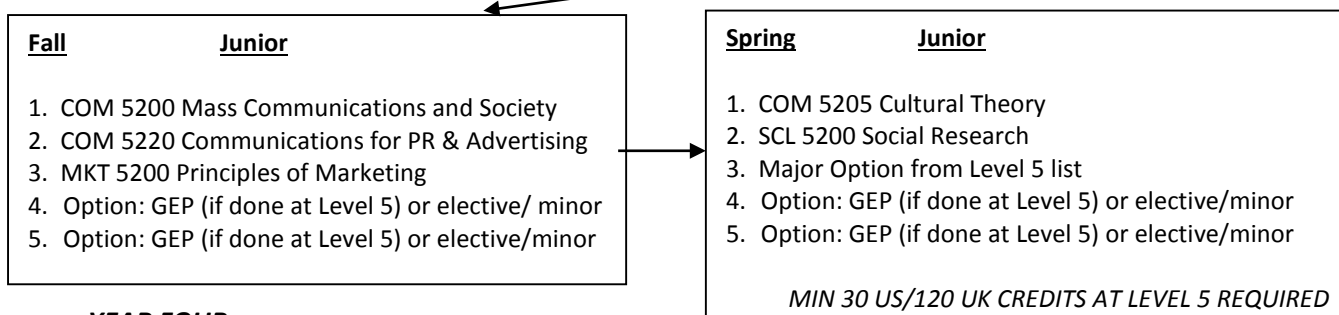 Fall Junior
1. COM 5200 Mass Communications and Society
2. COM 5220 Communications for PR & Advertising
3. MKT 5200 Principles of Marketing
4. Option: GEP (if done at Level 5) or elective/ minor
5. Option: GEP (if done at Level 5) or elective/minor
Spring Junior
1. COM 5205 Cultural Theory
2. SCL 5200 Social Research
3. Major Option from Level 5 list
4. Option: GEP (if done at Level 5) or elective/minor
5. Option: GEP (if done at Level 5) or elective/minor
MIN 30 US/120 UK CREDITS AT LEVEL 5 REQUIRED
YEAR FOUR